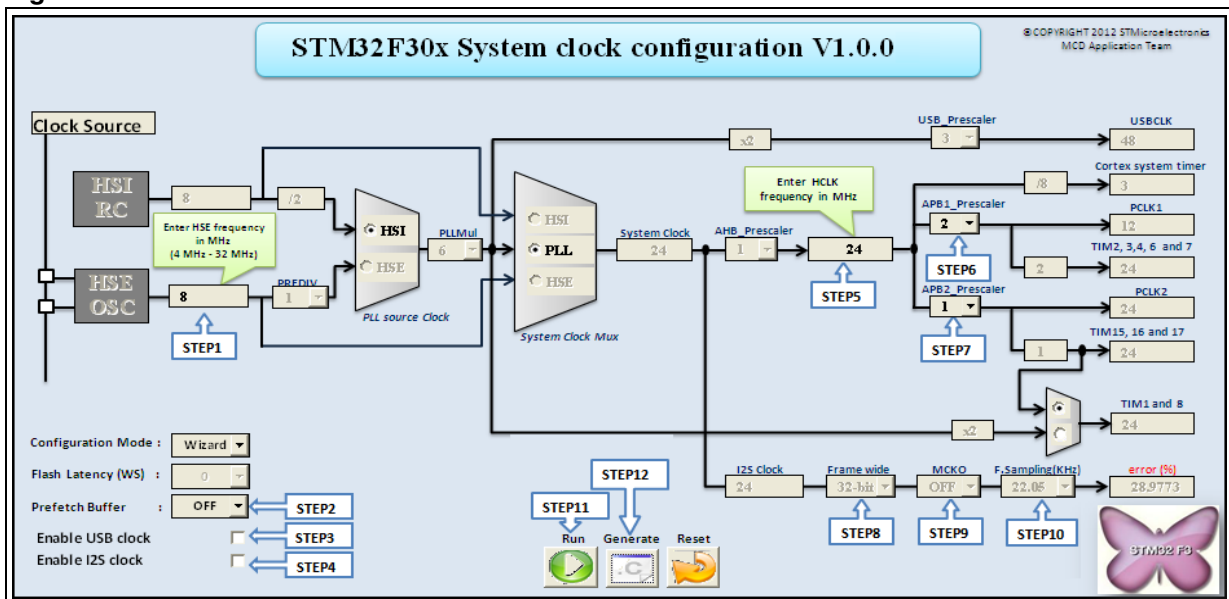 STM32F30x System clock configuration V1.0.0
©COPYRIGHT 2012 STMicroelectronics
MCD Application Team
Clock Source
USB_Prescaler
USBCLK
x2
3
48
Cortex system timer
/8
3
HSI
RC
8
/2
Enter HSE frequency
in MHz
(4 MHz - 32 MHz)
HSI
HSE
PLL source Clock
PLLMul
6
HSI
PLL
HSE
System Clock Mux
System Clock
24
AHB_Prescaler
1
Enter HCLK
frequency in MHz
24
STEP5
APB1_Prescaler
2
STEP6
PCLK1
12
TIM2, 3,4, 6 and 7
2
24
HSE
OSC
8
STEP1
PREDIV
1
APB2_Prescaler
1
STEP7
PCLK2
24
TIM15, 16 and 17
1
24
TIM1 and 8
x2
24
Configuration Mode :
Wizard
Flash Latency (WS) :
0
Prefetch Buffer :
OFF
STEP2
Enable USB clock
STEP3
Enable I2S clock
STEP4
STEP11
STEP12
Run
Generate
Reset
.C
I2S Clock
24
Frame wide
32-bit
STEP8
MCKO
OFF
STEP9
F,Sampling(KHz)
22.05
STEP10
error (%)
28.9773
STM32 F3